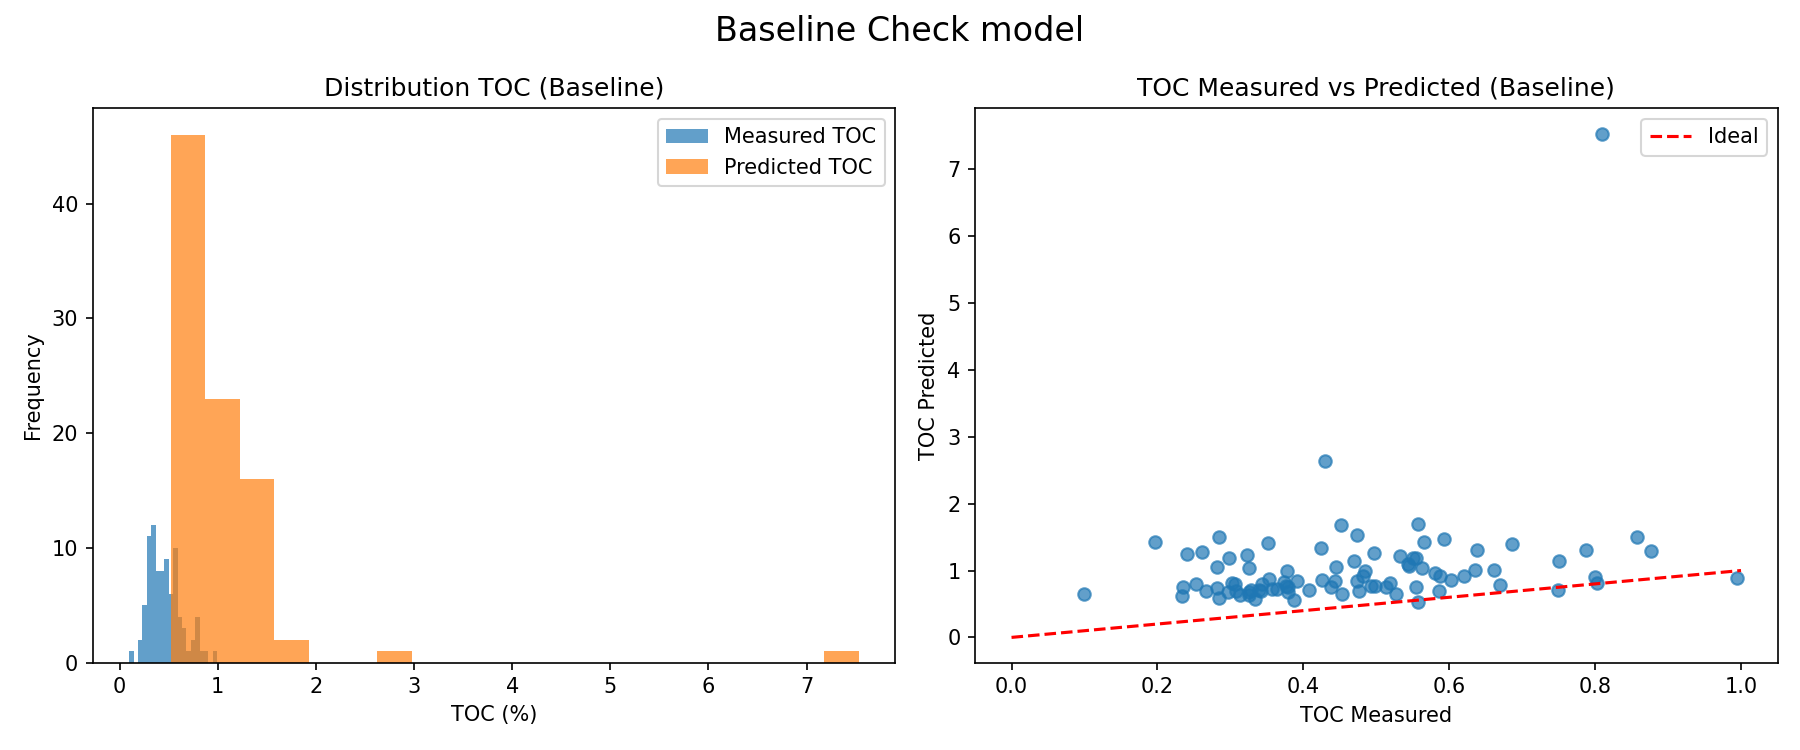 Baseline Check model
Distribution TOC (Baseline)
Measured TOC
Predicted TOC
Frequency
40
30
20
10
0
0 1 2 3 4 5 6 7
TOC (%)
TOC Measured vs Predicted (Baseline)
Ideal
TOC Predicted
7
6
5
4
3
2
1
0
0.0 0.2 0.4 0.6 0.8 1.0
TOC Measured